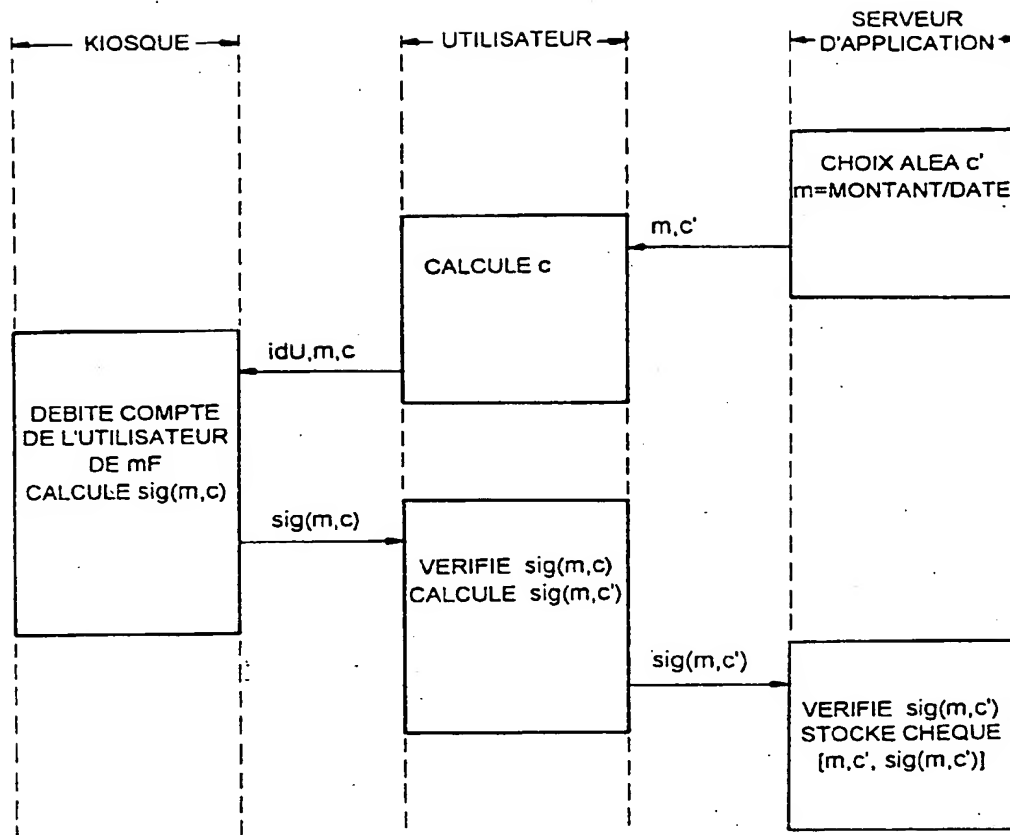 KIOSQUE
UTILISATEUR
SERVEUR
D'APPLICATION
CHOIX ALEA c'
m=MONTANT/DATE
m,c'
CALCULE c
idU,m,c
DEBITE COMPTE
DE L'UTILISATEUR
DE mF
CALCULE sig(m,c)
sig(m,c)
VERIFIE sig(m,c)
CALCULE sig(m,c')
sig(m,c')
VERIFIE sig(m,c')
STOCKE CHEQUE
[m,c', sig(m,c')]